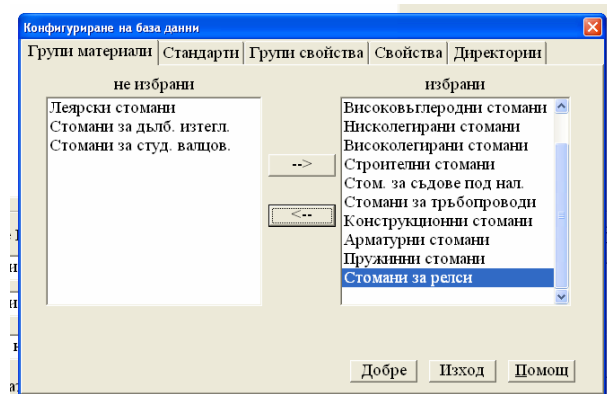 Конфигуриране на база данни
Групи материали Стандарти Групи свойства Свойства Директории
не избрани
избрани
Леярски стомани
Стомани за дълб. изтегл.
Стомани за студ. валцов.
-->
<--
Високовъглеродни стомани
Нисколегирани стомани
Високолегирани стомани
Строителни стомани
Стом. за съдове под нал.
Стомани за тръбопроводи
Конструкционни стомани
Арматурни стомани
Пружинни стомани
Стомани за релси
Добре Изход Помощ